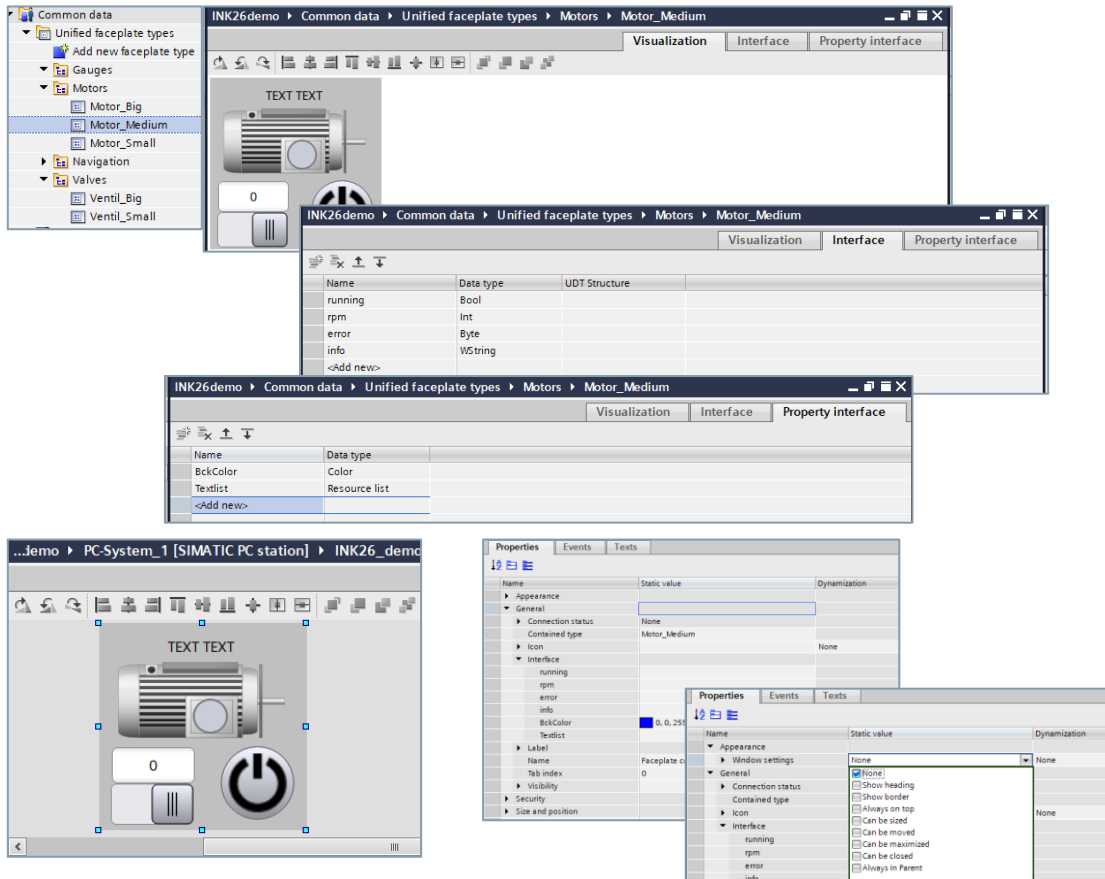 Common data
Unified faceplate types
Add new faceplate type
Gauges
Motors
Motor_Big
Motor_Medium
Motor_Small
Navigation
Valves
Ventil_Big
Ventil_Small
INK26demo Common data Unified faceplate types Motors Motor_Medium
Visualization Interface Property interface
TEXT TEXT
0
INK26demo Common data Unified faceplate types Motors Motor_Medium
Visualization Interface Property interface
Name Data type UDT Structure
running Bool
rpm Int
error Byte
info WString
<Add new>
INK26demo Common data Unified faceplate types Motors Motor_Medium
Visualization Interface Property interface
Name Data type
BckColor Color
Textlist Resource list
<Add new>
...demo PC-System_1 [SIMATIC PC station] INK26_demo
TEXT TEXT
0
Properties Events Texts
Name Static value Dynamization
Appearance
General
Connection status None
Contained type Motor_Medium
Icon None
Interface
running
rpm
error
info
BckColor 0, 0, 255
Textlist
Label
Name Faceplate co
Tab index 0
Visibility
Security
Size and position
Properties Events Texts
Name Static value Dynamization
Appearance
Window settings None None
General None
Connection status Show heading
Contained type Show border
Icon Always on top None
Interface Can be sized
running Can be moved
rpm Can be maximized
error Can be closed
info Always In Parent